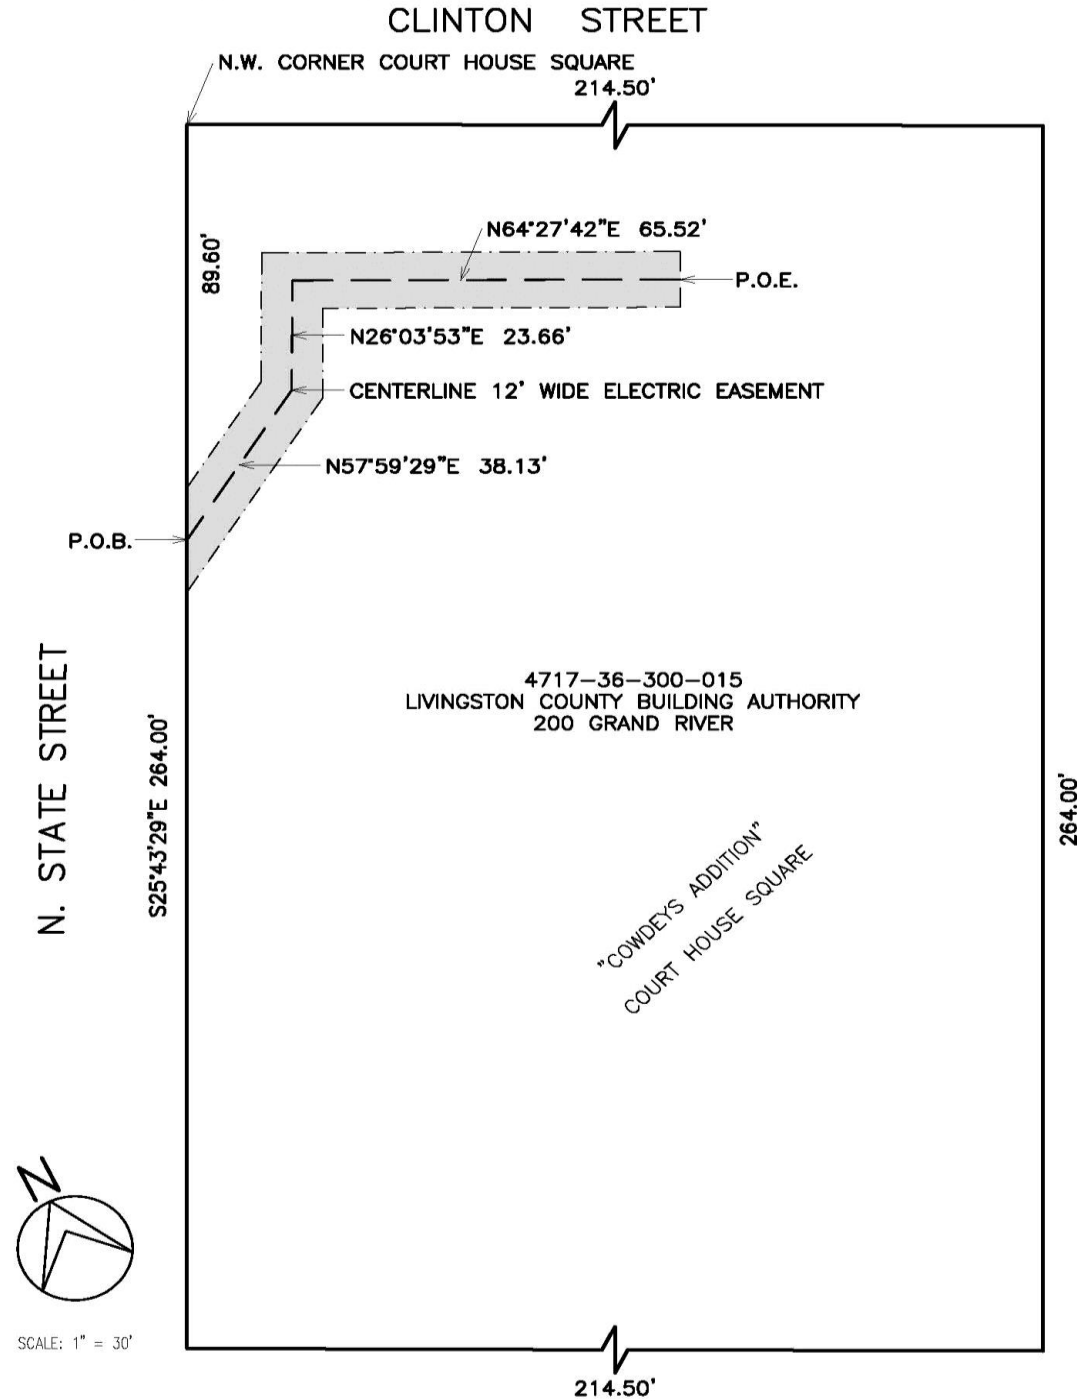 CLINTON STREET
N.W. CORNER COURT HOUSE SQUARE
214.50'
89.60'
N64°27'42"E 65.52'
P.O.E.
N26°03'53"E 23.66'
CENTERLINE 12' WIDE ELECTRIC EASEMENT
N57°59'29"E 38.13'
P.O.B.
N. STATE STREET
S25°43'29"E 264.00'
4717-36-300-015
LIVINGSTON COUNTY BUILDING AUTHORITY
200 GRAND RIVER
264.00'
"COWDEYS ADDITION"
COURT HOUSE SQUARE
N
SCALE: 1" = 30'
214.50'